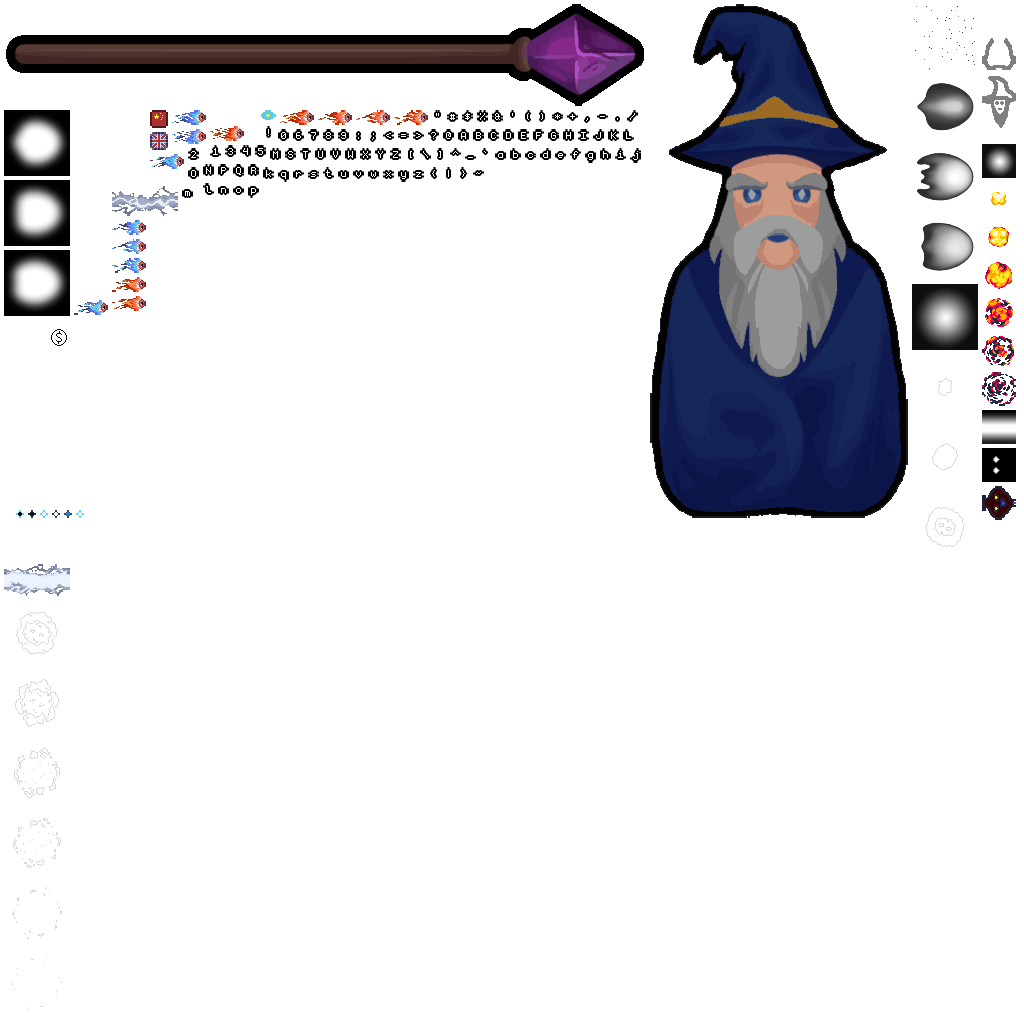 " # $ % & ' ( ) * + , - . /
! 0 6 7 8 9 : ; < = > ? @ A B C D E F G H I J K L
2 1 3 4 5 M S T U V W X Y Z [ \ ] ^ _ ` a b c d e f g h i j
O N P Q R k q r s t u v w x y z { | } ~
m l n o p
$